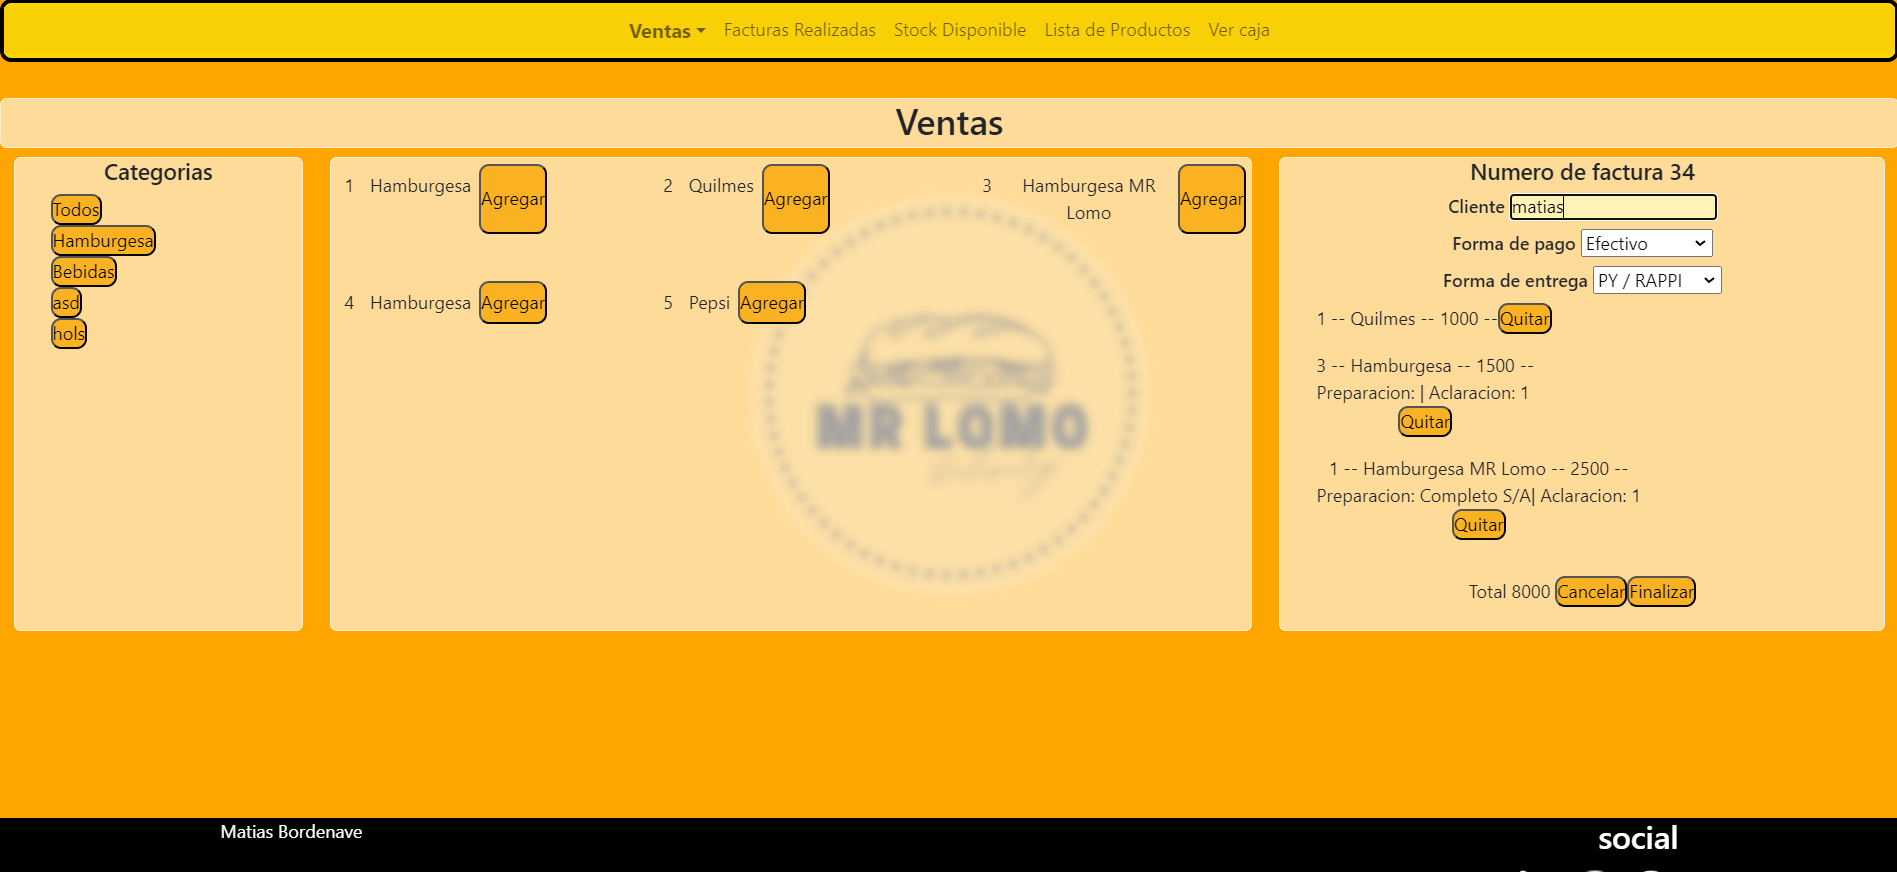 Ventas Facturas Realizadas Stock Disponible Lista de Productos Ver caja
Ventas
Categorias
Todos
Hamburgesa
Bebidas
asd
hols
1 Hamburgesa Agregar
2 Quilmes Agregar
3 Hamburgesa MR
Lomo
Agregar
4 Hamburgesa Agregar
5 Pepsi Agregar
MR LOMO
Numero de factura 34
Cliente matias
Forma de pago Efectivo
Forma de entrega PY / RAPPI
1 -- Quilmes -- 1000 --Quitar
3 -- Hamburgesa -- 1500 --
Preparacion: | Aclaracion: 1
Quitar
1 -- Hamburgesa MR Lomo -- 2500 --
Preparacion: Completo S/A| Aclaracion: 1
Quitar
Total 8000 Cancelar Finalizar
Matias Bordenave
social